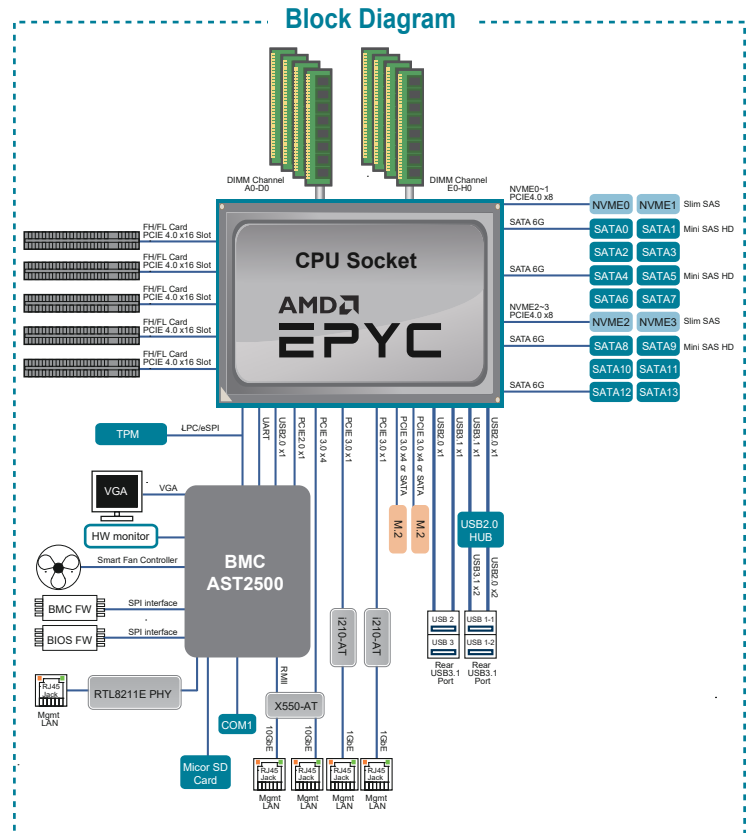 Block Diagram
DIMM Channel
A0-D0
DIMM Channel
E0-H0
FH/FL Card
PCIE 4.0 x16 Slot
FH/FL Card
PCIE 4.0 x16 Slot
FH/FL Card
PCIE 4.0 x16 Slot
FH/FL Card
PCIE 4.0 x16 Slot
FH/FL Card
PCIE 4.0 x16 Slot
CPU Socket
AMD
EPYC
NVME0~1
PCIE4.0 x8
NVME0 NVME1 Slim SAS
SATA 6G
SATA0 SATA1 Mini SAS HD
SATA2 SATA3
SATA 6G
SATA4 SATA5 Mini SAS HD
SATA6 SATA7
NVME2~3
PCIE4.0 x8
NVME2 NVME3 Slim SAS
SATA 6G
SATA8 SATA9 Mini SAS HD
SATA10 SATA11
SATA 6G
SATA12 SATA13
TPM
LPC/eSPI
UART
USB2.0 x1
PCIE2.0 x1
PCIE 3.0 x4
PCIE 3.0 x1
PCIE 3.0 x1
PCIE 3.0 x4 or SATA
PCIE 3.0 x4 or SATA
USB2.0 x1
USB3.1 x1
USB3.1 x1
USB2.0 x1
VGA
VGA
HW monitor
Smart Fan Controller
BMC
AST2500
BMC FW
SPI interface
BIOS FW
SPI interface
M.2
M.2
USB2.0
HUB
USB3.1 x2
USB2.0 x2
i210-AT
i210-AT
USB 2
USB 3
USB 1-1
USB 1-2
Rear
USB3.1
Port
Rear
USB3.1
Port
RJ45
Jack
Mgmt
LAN
RTL8211E PHY
RMII
X550-AT
COM1
Micor SD
Card
10GbE
10GbE
1GbE
1GbE
RJ45
Jack
Mgmt
LAN
RJ45
Jack
Mgmt
LAN
RJ45
Jack
Mgmt
LAN
RJ45
Jack
Mgmt
LAN